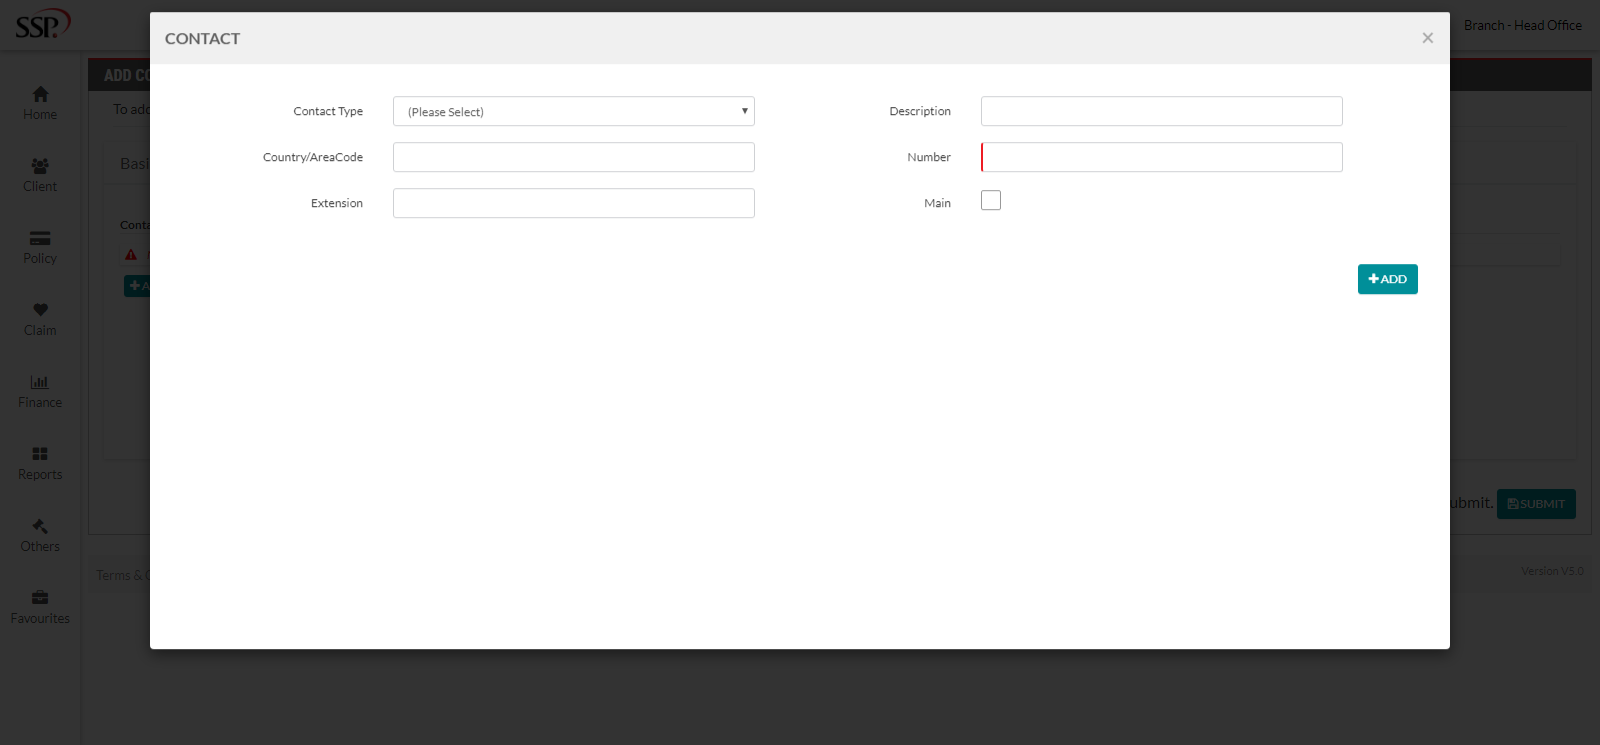 SSP.
Branch - Head Office
CONTACT
×
ADD CO
To add
Home
Client
Policy
Claim
Finance
Reports
Others
Favourites
Basi
Conta
Contact Type
(Please Select)
Description
Country/AreaCode
Number
Extension
Main
ADD
ubmit.
SUBMIT
Terms &
Version V5.0